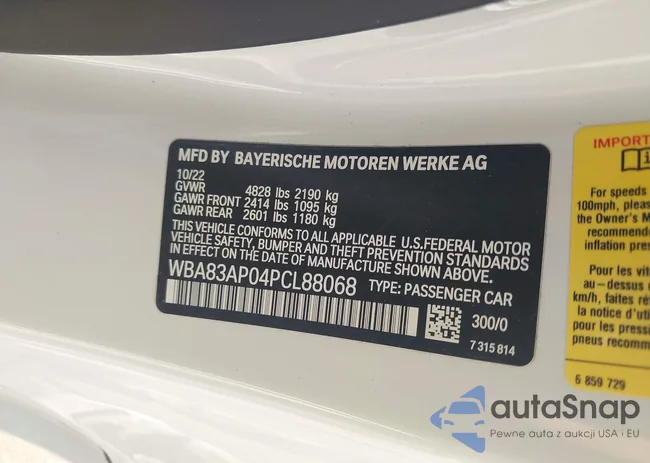 MFD BY BAYERISCHE MOTOREN WERKE AG
10/22
GVWR 4828 lbs 2190 kg
GAWR FRONT 2414 lbs 1095 kg
GAWR REAR 2601 lbs 1180 kg
THIS VEHICLE CONFORMS TO ALL APPLICABLE U.S.FEDERAL MOTOR
VEHICLE SAFETY, BUMPER, AND THEFT PREVENTION STANDARDS
IN EFFECT ON THE DATE OF MANUFACTURE SHOWN ABOVE.
WBA83AP04PCL88068 TYPE: PASSENGER CAR
300/0
7 315 814
IMPORT
For speeds
100mph, pleas
the Owner's M
inflation pres
Pour les
au-dessus
km/h, faites ré
la notice d'uti
pour les press
pneus recomm
6 859 729
autaSnap
Pewne auta z aukcji USA i EU